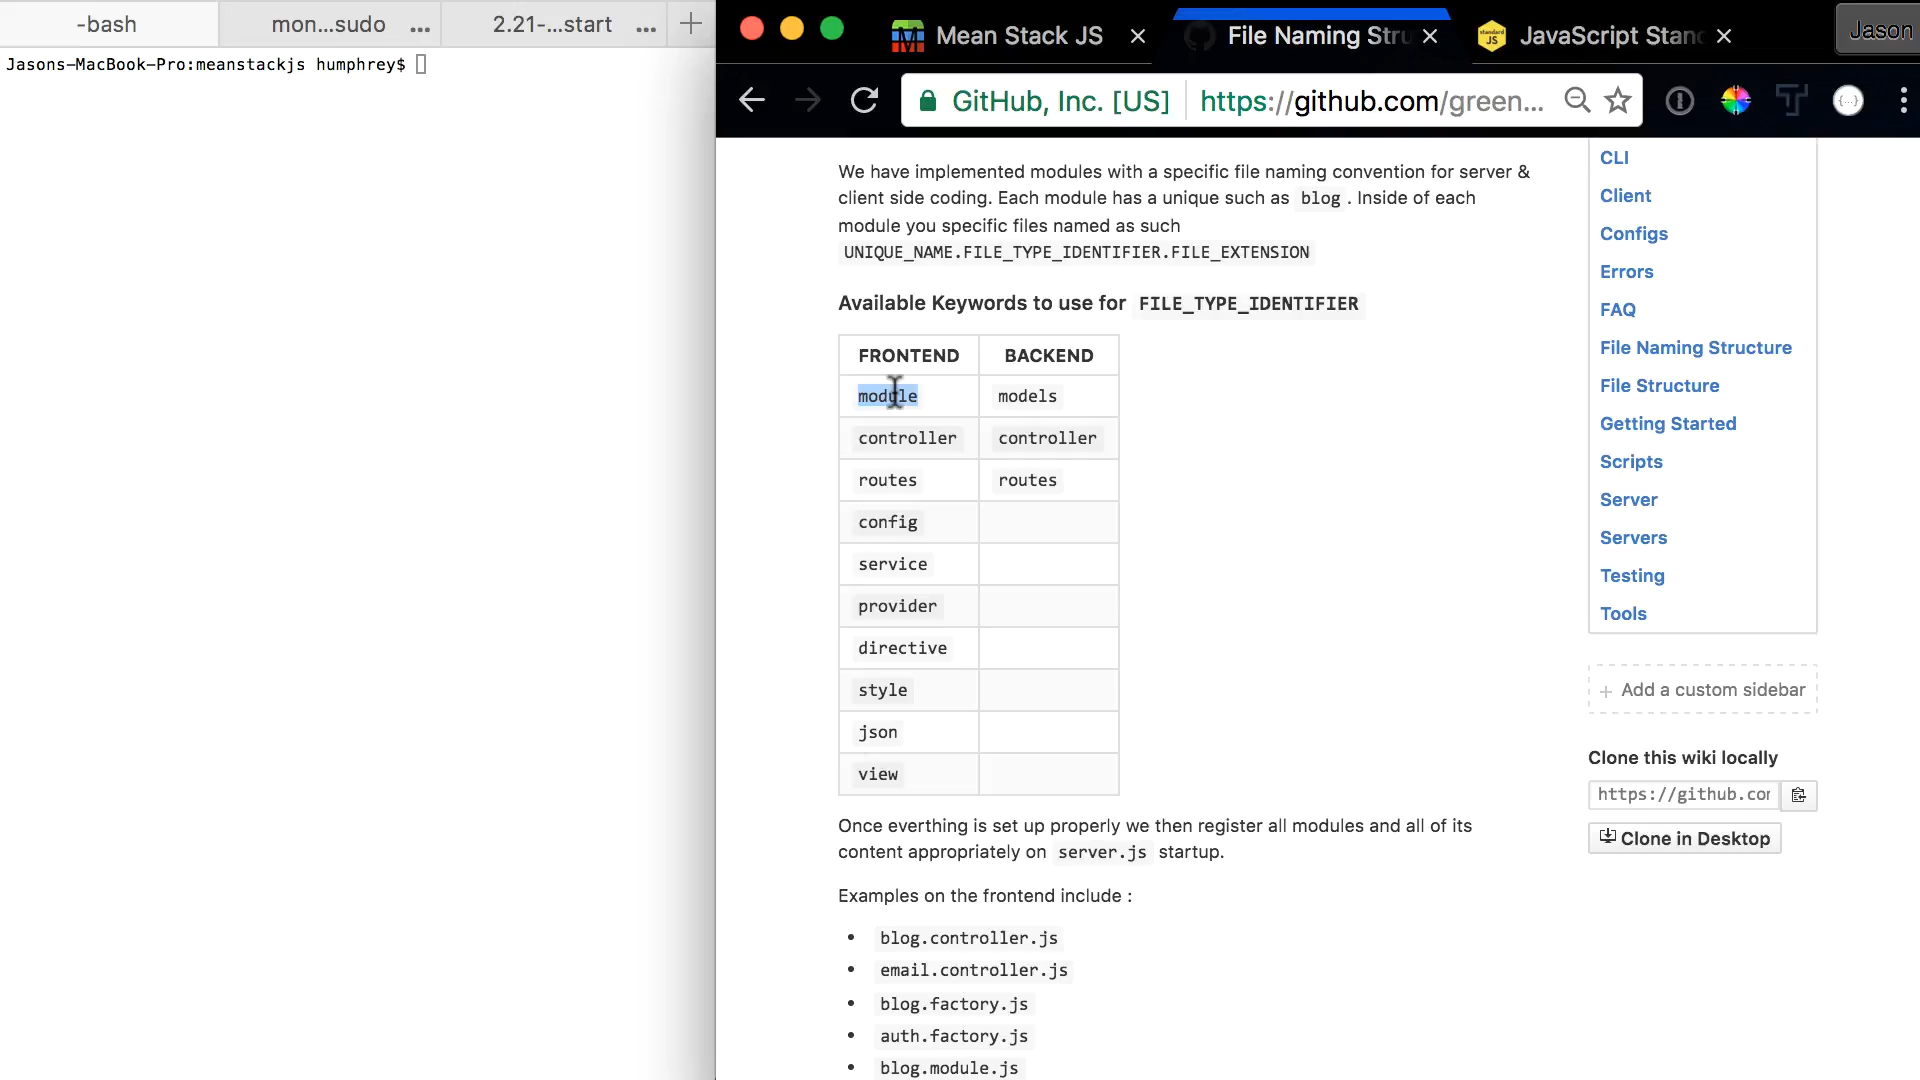 -bash
mon...sudo ...
2.21-...start ...
Jasons-MacBook-Pro:meanstackjs humphrey$
Mean Stack JS
File Naming Stru
JavaScript Stan
Jason
GitHub, Inc. [US]
https://github.com/green...
We have implemented modules with a specific file naming convention for server &
client side coding. Each module has a unique such as blog . Inside of each
module you specific files named as such
UNIQUE_NAME.FILE_TYPE_IDENTIFIER.FILE_EXTENSION
Available Keywords to use for FILE_TYPE_IDENTIFIER
FRONTEND BACKEND
module models
controller controller
routes routes
config
service
provider
directive
style
json
view
Once everthing is set up properly we then register all modules and all of its
content appropriately on server.js startup.
Examples on the frontend include :
• blog.controller.js
• email.controller.js
• blog.factory.js
• auth.factory.js
• blog.module.js
CLI
Client
Configs
Errors
FAQ
File Naming Structure
File Structure
Getting Started
Scripts
Server
Servers
Testing
Tools
+ Add a custom sidebar
Clone this wiki locally
https://github.cor
Clone in Desktop